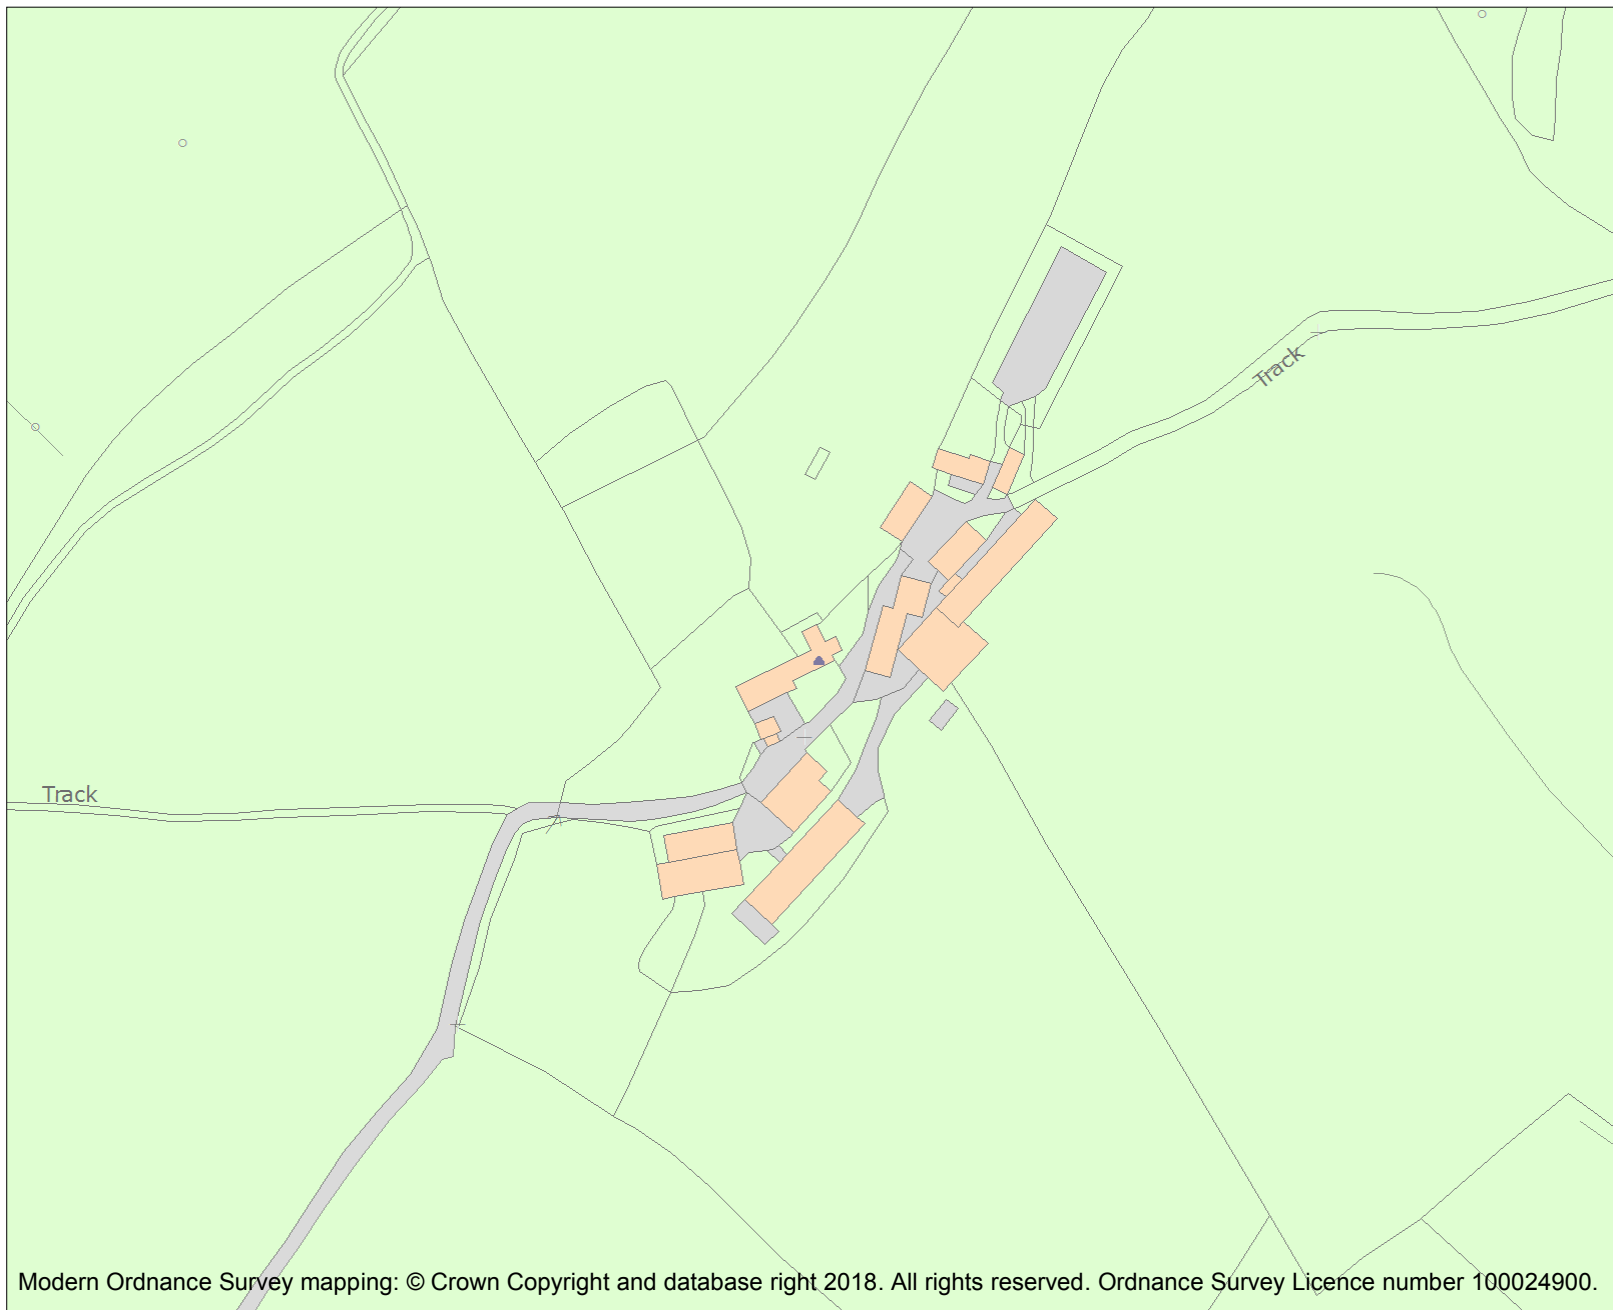 Track
Track
Modern Ordnance Survey mapping: © Crown Copyright and database right 2018. All rights reserved. Ordnance Survey Licence number 100024900.